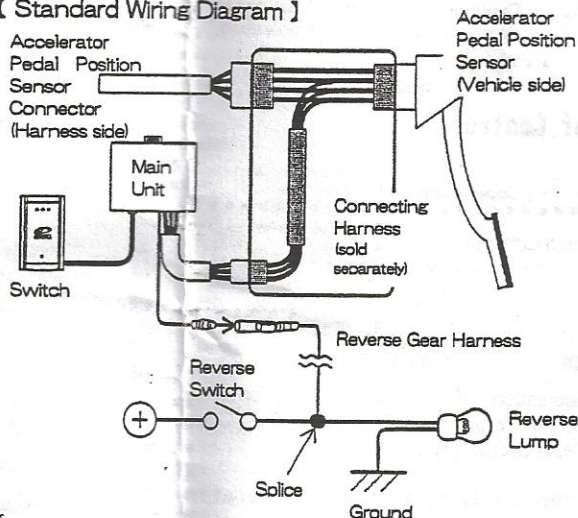 【 Standard Wiring Diagram 】
Accelerator
Pedal Position
Sensor
Connector
(Harness side)
Accelerator
Pedal Position
Sensor
(Vehicle side)
Main
Unit
Switch
Connecting
Harness
(sold
separately)
Reverse Gear Harness
Reverse
Switch
+
Reverse
Lump
Splice
Ground